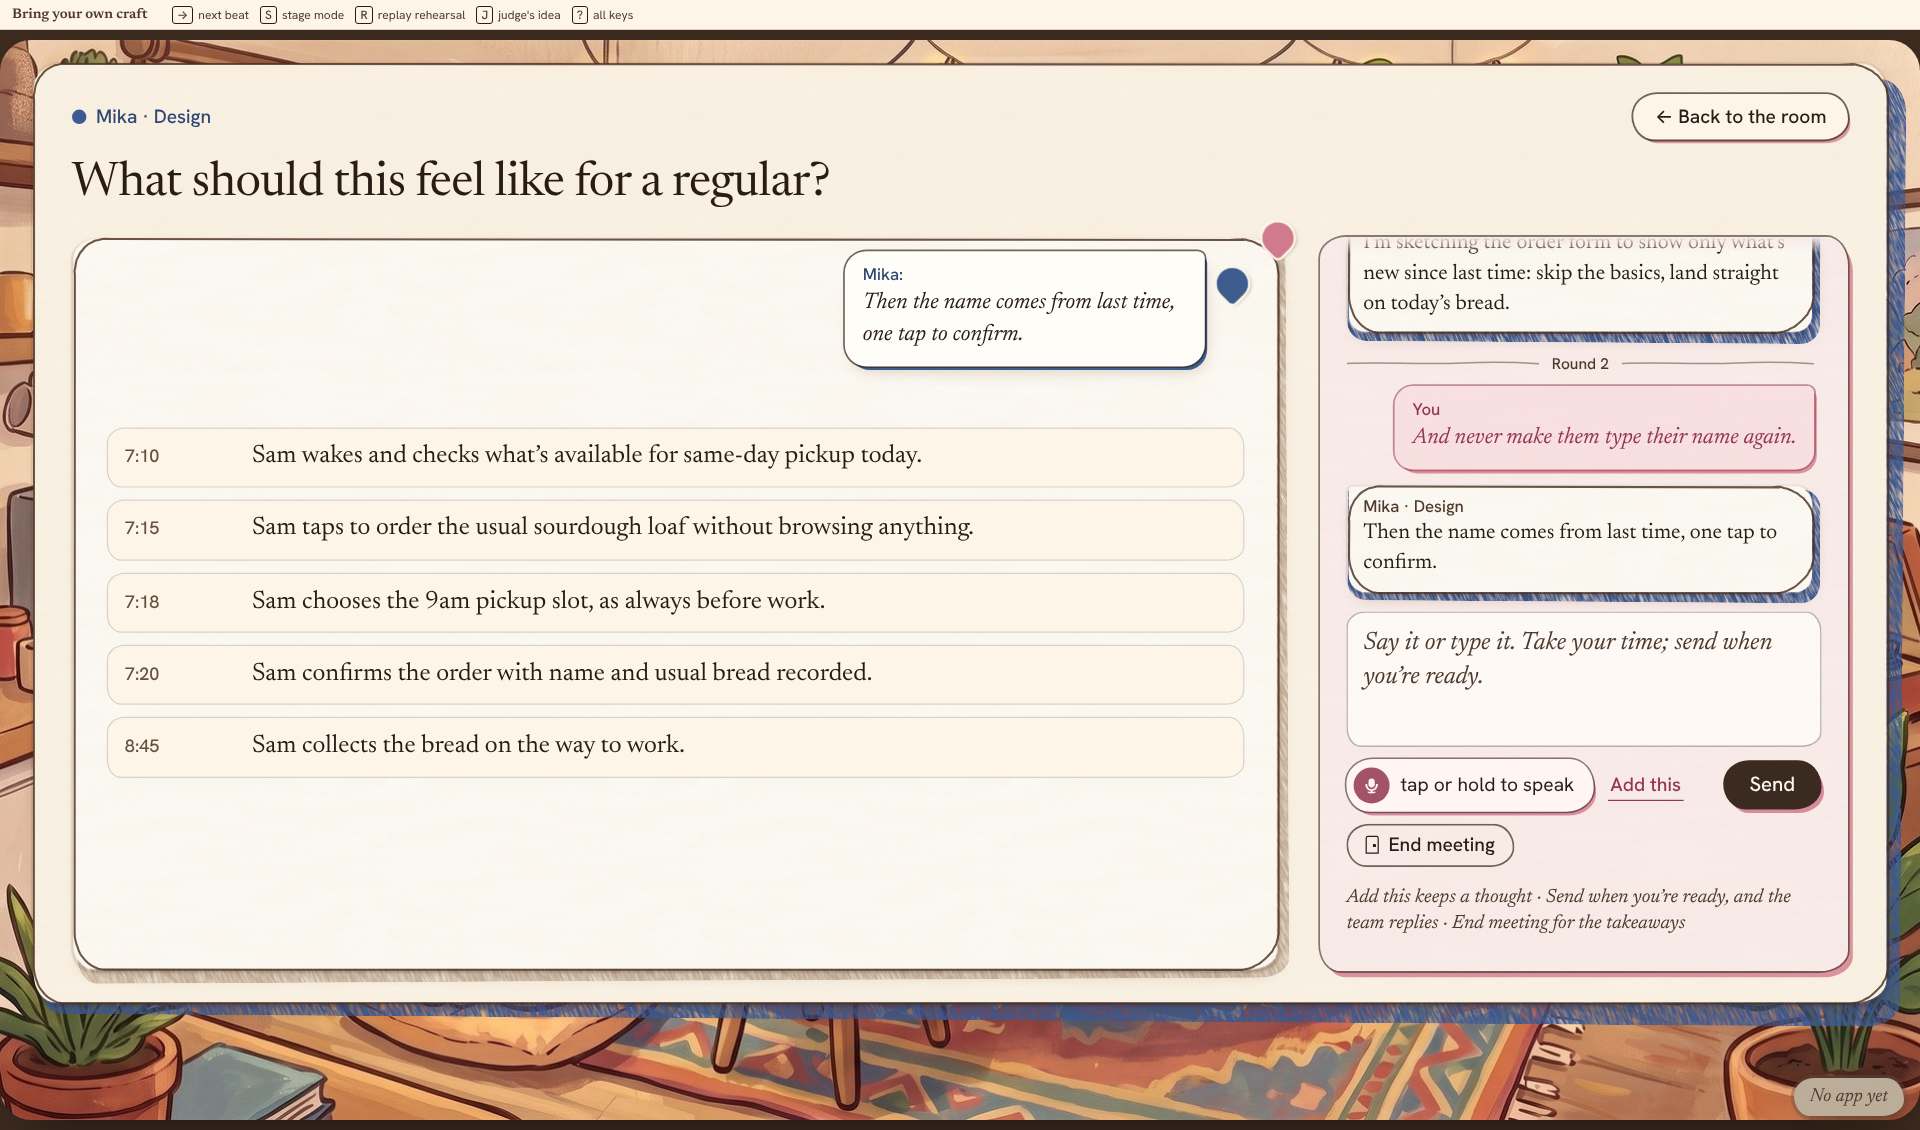 Bring your own craft
→ next beat S stage mode R replay rehearsal J judge's idea ? all keys
Mika · Design
← Back to the room
What should this feel like for a regular?
Mika:
Then the name comes from last time,
one tap to confirm.
7:10 Sam wakes and checks what’s available for same-day pickup today.
7:15 Sam taps to order the usual sourdough loaf without browsing anything.
7:18 Sam chooses the 9am pickup slot, as always before work.
7:20 Sam confirms the order with name and usual bread recorded.
8:45 Sam collects the bread on the way to work.
I’m sketching the order form to show only what’s
new since last time: skip the basics, land straight
on today’s bread.
Round 2
You
And never make them type their name again.
Mika · Design
Then the name comes from last time, one tap to
confirm.
Say it or type it. Take your time; send when
you’re ready.
tap or hold to speak
Add this
Send
End meeting
Add this keeps a thought · Send when you’re ready, and the
team replies · End meeting for the takeaways
No app yet